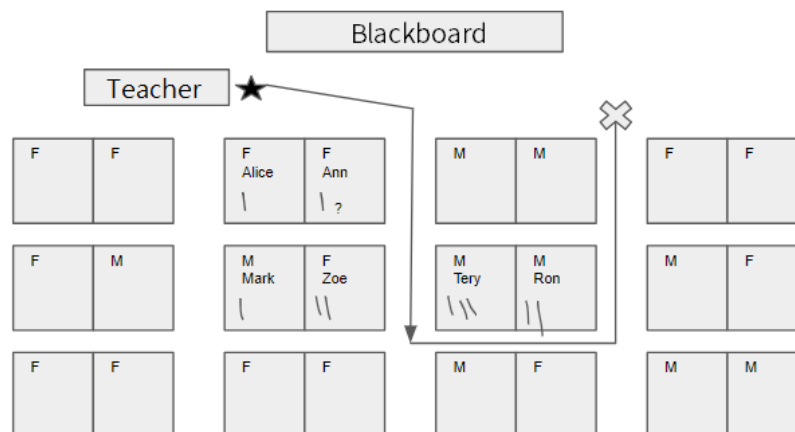 Blackboard
Teacher
F F F F M M F F
Alice Ann
?
F M M F M M M F
Mark Zoe Tery Ron
F F F F M F M M